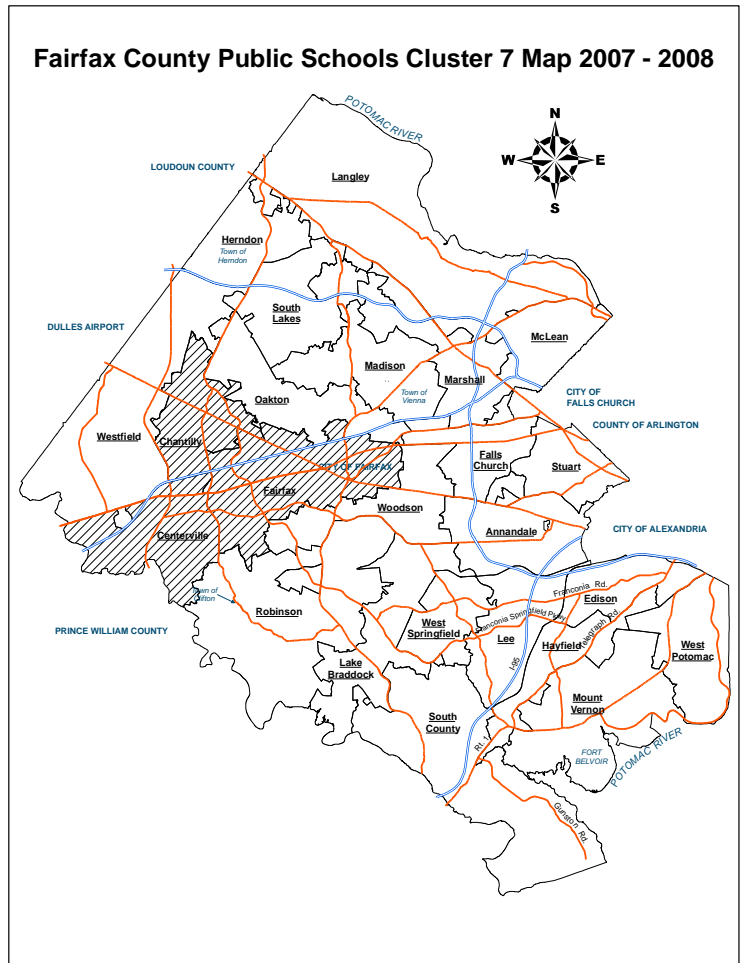 Fairfax County Public Schools Cluster 7 Map 2007 - 2008
POTOMAC RIVER
N
W
E
S
LOUDOUN COUNTY
Langley
Herndon
Town of
Herndon
South
Lakes
DULLES AIRPORT
McLean
Madison
Marshall
Town of
Vienna
Oakton
CITY OF
FALLS CHURCH
COUNTY OF ARLINGTON
Westfield
Chantilly
CITY OF FAIRFAX
Falls
Church
Stuart
Fairfax
Woodson
Annandale
CITY OF ALEXANDRIA
Centerville
Town of
Clifton
Robinson
Franconia Rd.
Edison
Franconia Springfield Pkwy
Telegraph Rd.
West
Springfield
Lee
Hayfield
West
Potomac
PRINCE WILLIAM COUNTY
Lake
Braddock
I-95
Mount
Vernon
South
County
Rt. 1
FORT
BELVOIR
POTOMAC RIVER
Gunston Rd.